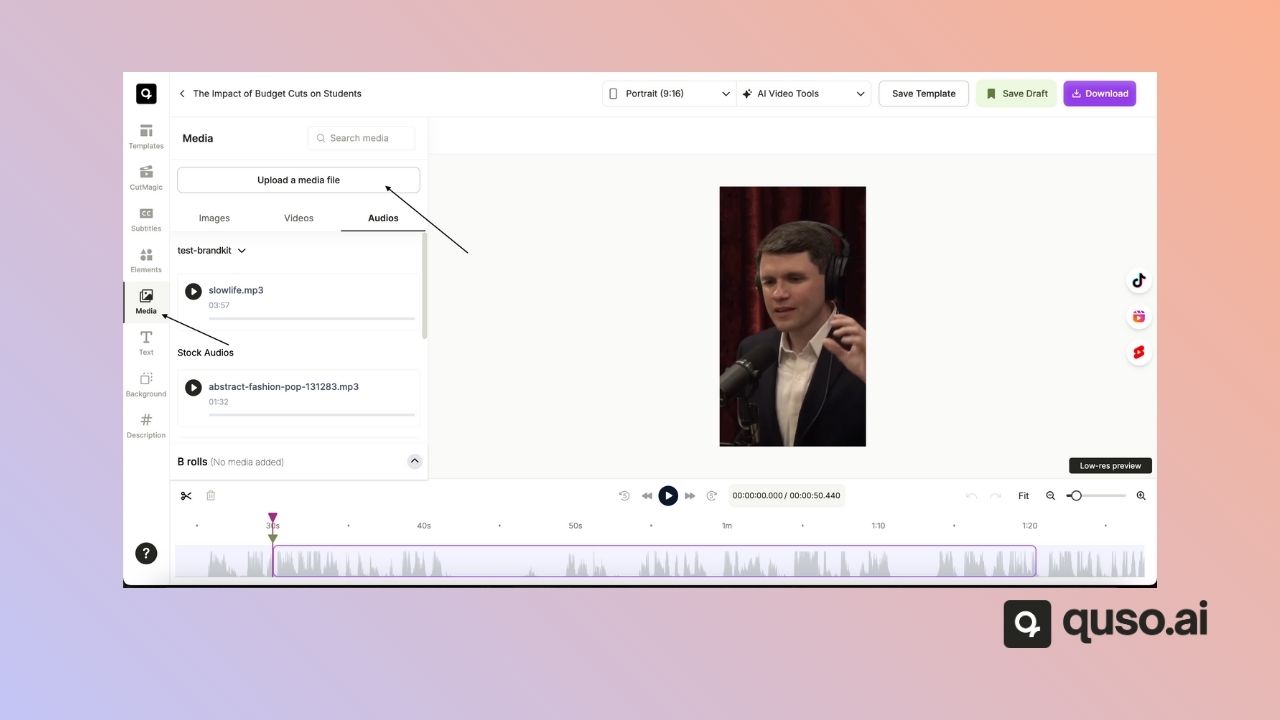 The Impact of Budget Cuts on Students
Portrait (9:16)
AI Video Tools
Save Template
Save Draft
Download
Templates
CutMagic
CC
Subtitles
Elements
Media
Text
Background
Description
Media
Search media
Upload a media file
Images
Videos
Audios
test-brandkit
slowlife.mp3
03:57
Stock Audios
abstract-fashion-pop-131283.mp3
01:32
B rolls (No media added)
Low-res preview
00:00:00.000 / 00:00:50.440
Fit
30s
40s
50s
1m
1:10
1:20
?
quso.ai